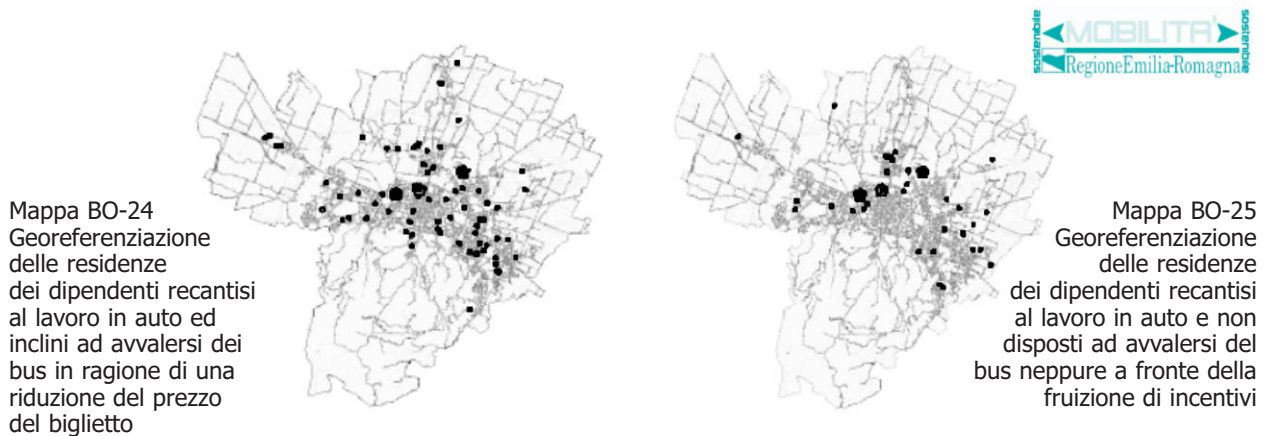 MOBILITA'
sostenibile
sostenibile
RegioneEmilia-Romagna
Mappa BO-24
Georeferenziazione
delle residenze
dei dipendenti recantisi
al lavoro in auto ed
inclini ad avvalersi dei
bus in ragione di una
riduzione del prezzo
del biglietto
Mappa BO-25
Georeferenziazione
delle residenze
dei dipendenti recantisi
al lavoro in auto e non
disposti ad avvalersi del
bus neppure a fronte della
fruizione di incentivi